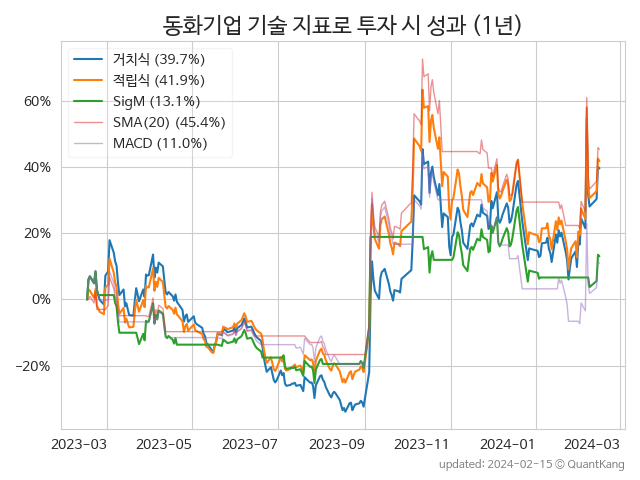 동화기업 기술 지표로 투자 시 성과 (1년)
거치식 (39.7%)
적립식 (41.9%)
SigM (13.1%)
SMA(20) (45.4%)
MACD (11.0%)
60%
40%
20%
0%
−20%
2023-03 2023-05 2023-07 2023-09 2023-11 2024-01 2024-03
updated: 2024-02-15 © QuantKang